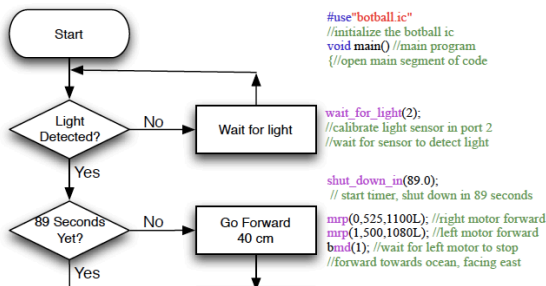 Start
Light
Detected?
No
Wait for light
Yes
89 Seconds
Yet?
No
Go Forward
40 cm
Yes
#use"botball.ic"
//initialize the botball ic
void main() //main program
{//open main segment of code
wait_for_light(2);
//calibrate light sensor in port 2
//wait for sensor to detect light
shut_down_in(89.0);
// start timer, shut down in 89 seconds
mrp(0,525,1100L); //right motor forward
mrp(1,500,1080L); //left motor forward
bmd(1); //wait for left motor to stop
//forward towards ocean, facing east